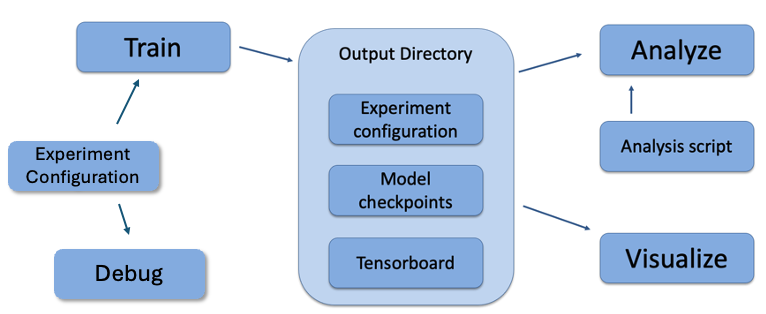 Train
Experiment
Configuration
Debug
Output Directory
Experiment
configuration
Model
checkpoints
Tensorboard
Analyze
Analysis script
Visualize